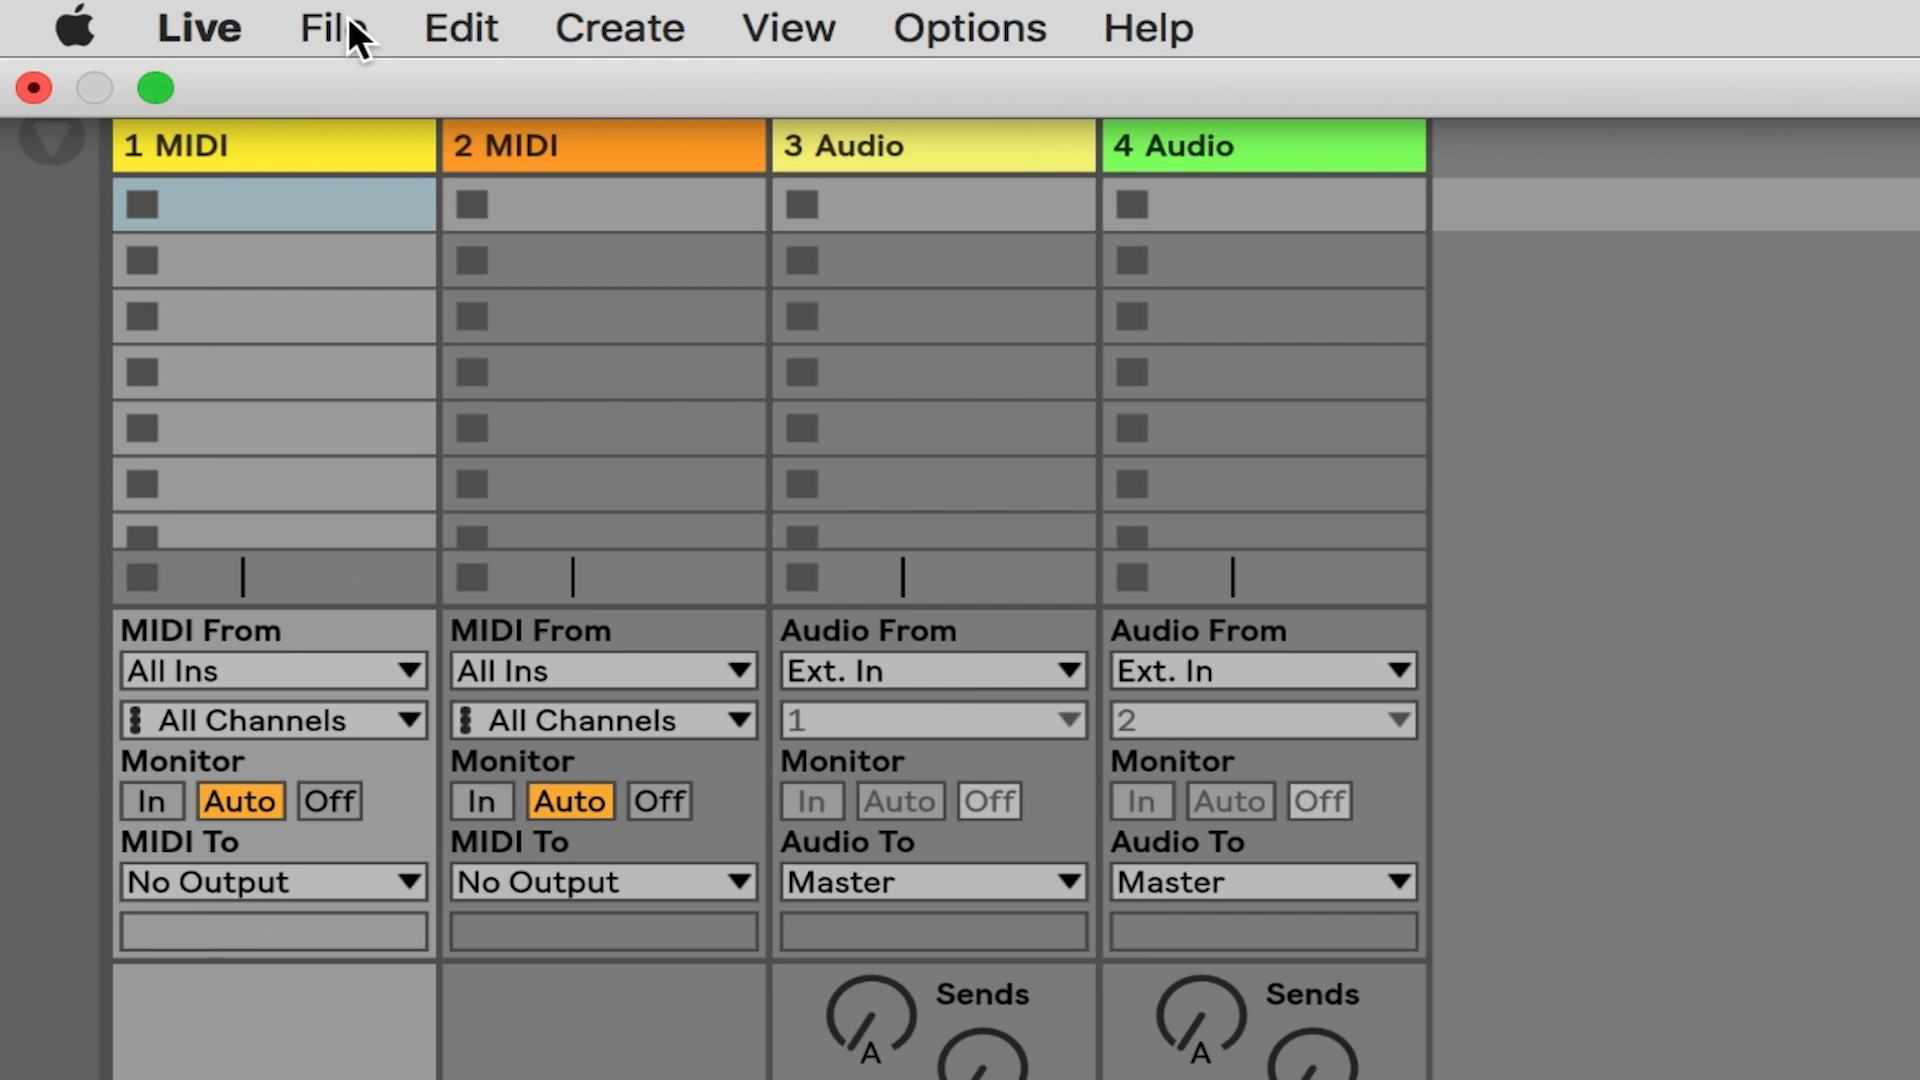 Live File Edit Create View Options Help
1 MIDI 2 MIDI 3 Audio 4 Audio
MIDI From MIDI From Audio From Audio From
All Ins All Ins Ext. In Ext. In
All Channels All Channels 1 2
Monitor Monitor Monitor Monitor
In Auto Off In Auto Off In Auto Off In Auto Off
MIDI To MIDI To Audio To Audio To
No Output No Output Master Master
Sends Sends
A A